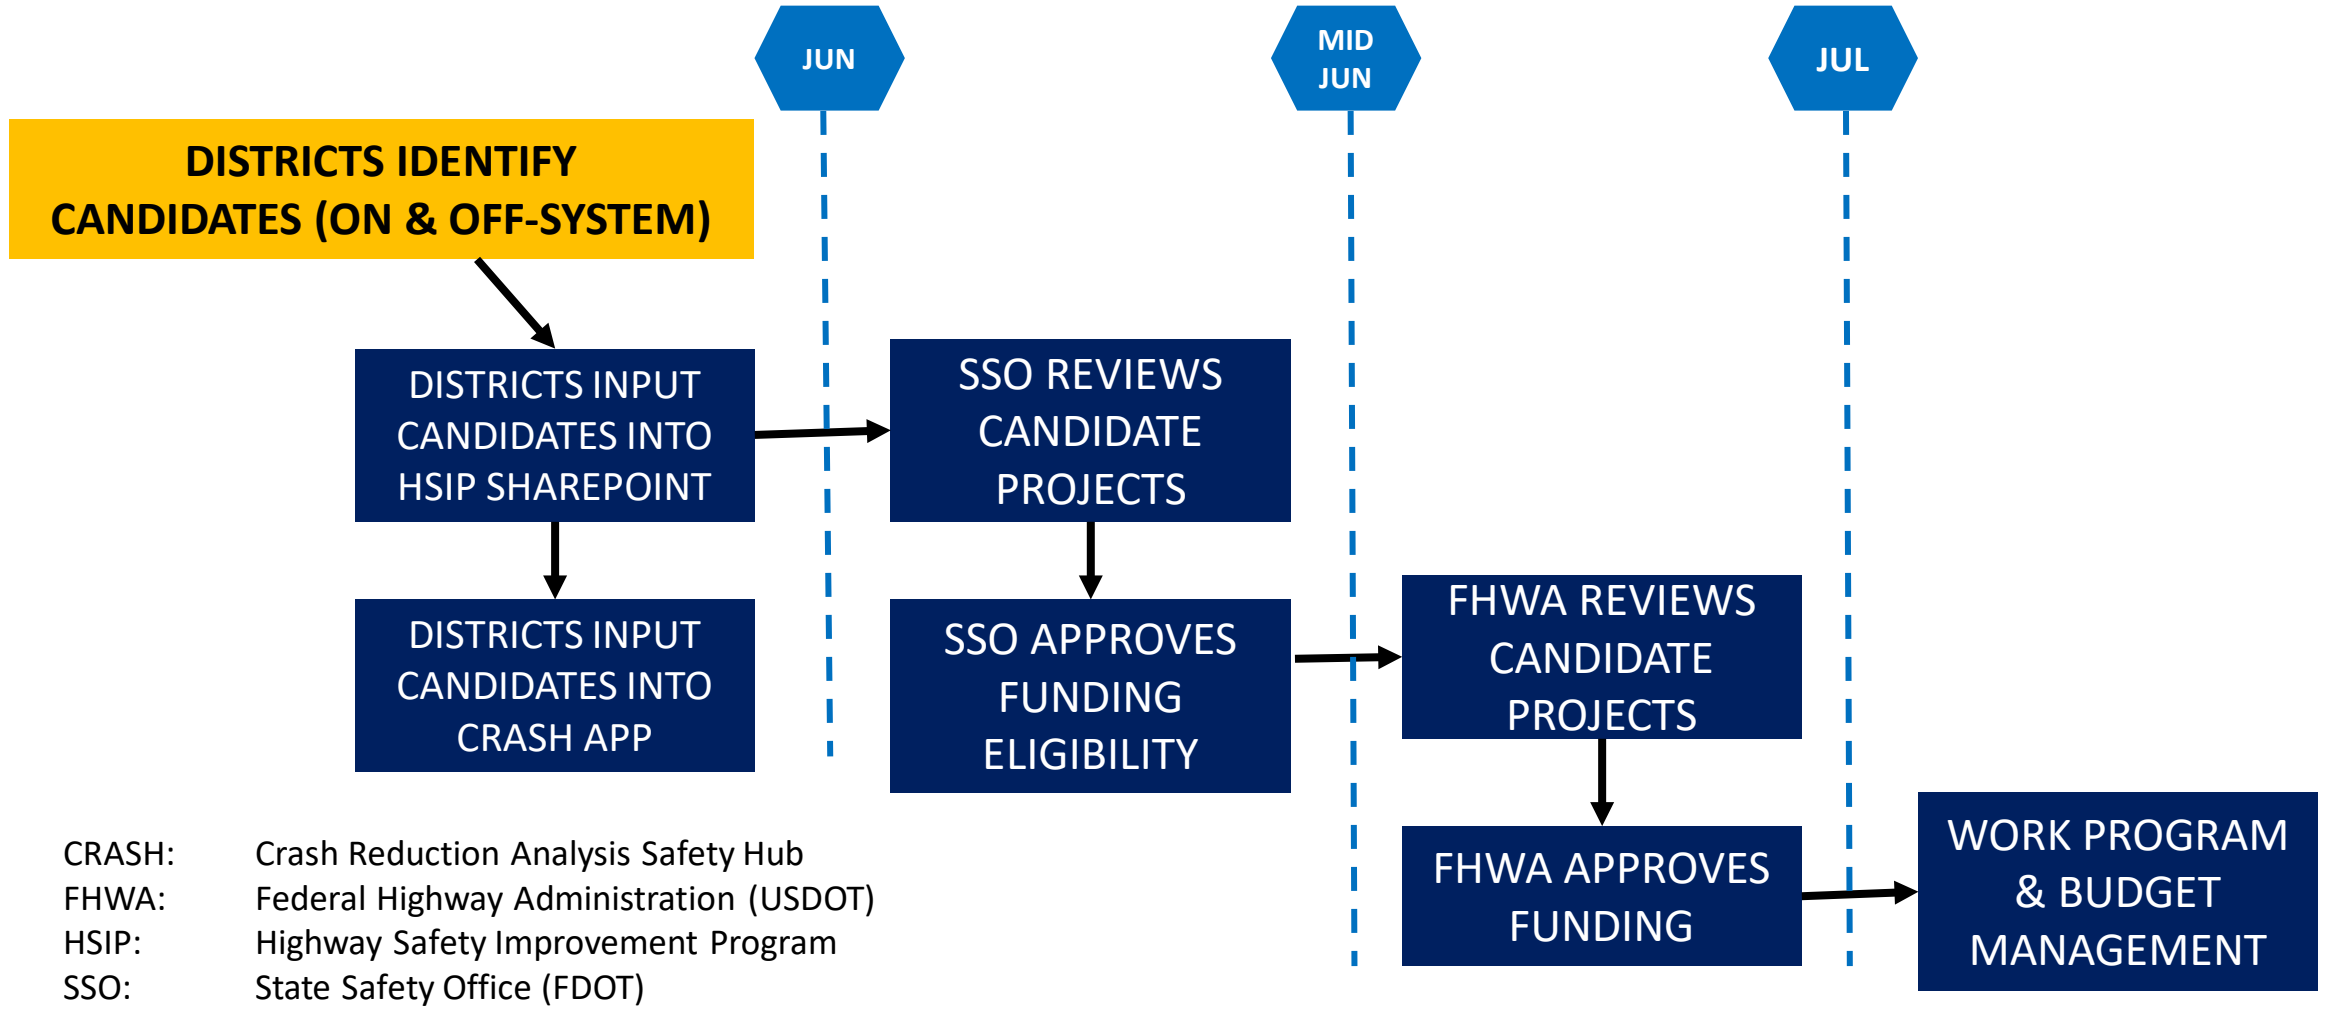 JUN
MID
JUN
JUL
DISTRICTS IDENTIFY
CANDIDATES (ON & OFF-SYSTEM)
DISTRICTS INPUT
CANDIDATES INTO
HSIP SHAREPOINT
SSO REVIEWS
CANDIDATE
PROJECTS
DISTRICTS INPUT
CANDIDATES INTO
CRASH APP
SSO APPROVES
FUNDING
ELIGIBILITY
FHWA REVIEWS
CANDIDATE
PROJECTS
FHWA APPROVES
FUNDING
WORK PROGRAM
& BUDGET
MANAGEMENT
CRASH: Crash Reduction Analysis Safety Hub
FHWA: Federal Highway Administration (USDOT)
HSIP: Highway Safety Improvement Program
SSO: State Safety Office (FDOT)